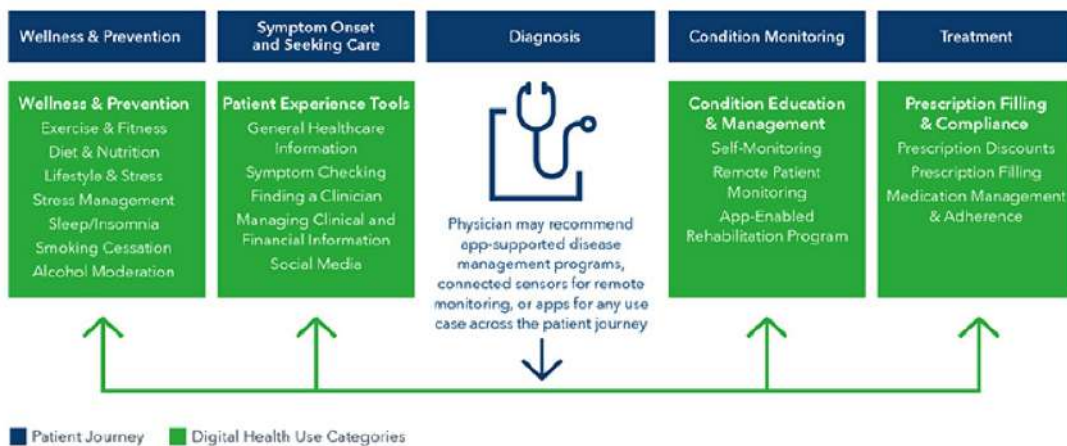 Wellness & Prevention
Symptom Onset
and Seeking Care
Diagnosis
Condition Monitoring
Treatment
Wellness & Prevention
Exercise & Fitness
Diet & Nutrition
Lifestyle & Stress
Stress Management
Sleep/Insomnia
Smoking Cessation
Alcohol Moderation
Patient Experience Tools
General Healthcare
Information
Symptom Checking
Finding a Clinician
Managing Clinical and
Financial Information
Social Media
Physician may recommend
app-supported disease
management programs,
connected sensors for remote
monitoring, or apps for any use
case across the patient journey
Condition Education
& Management
Self-Monitoring
Remote Patient
Monitoring
App-Enabled
Rehabilitation Program
Prescription Filling
& Compliance
Prescription Discounts
Prescription Filling
Medication Management
& Adherence
Patient Journey
Digital Health Use Categories